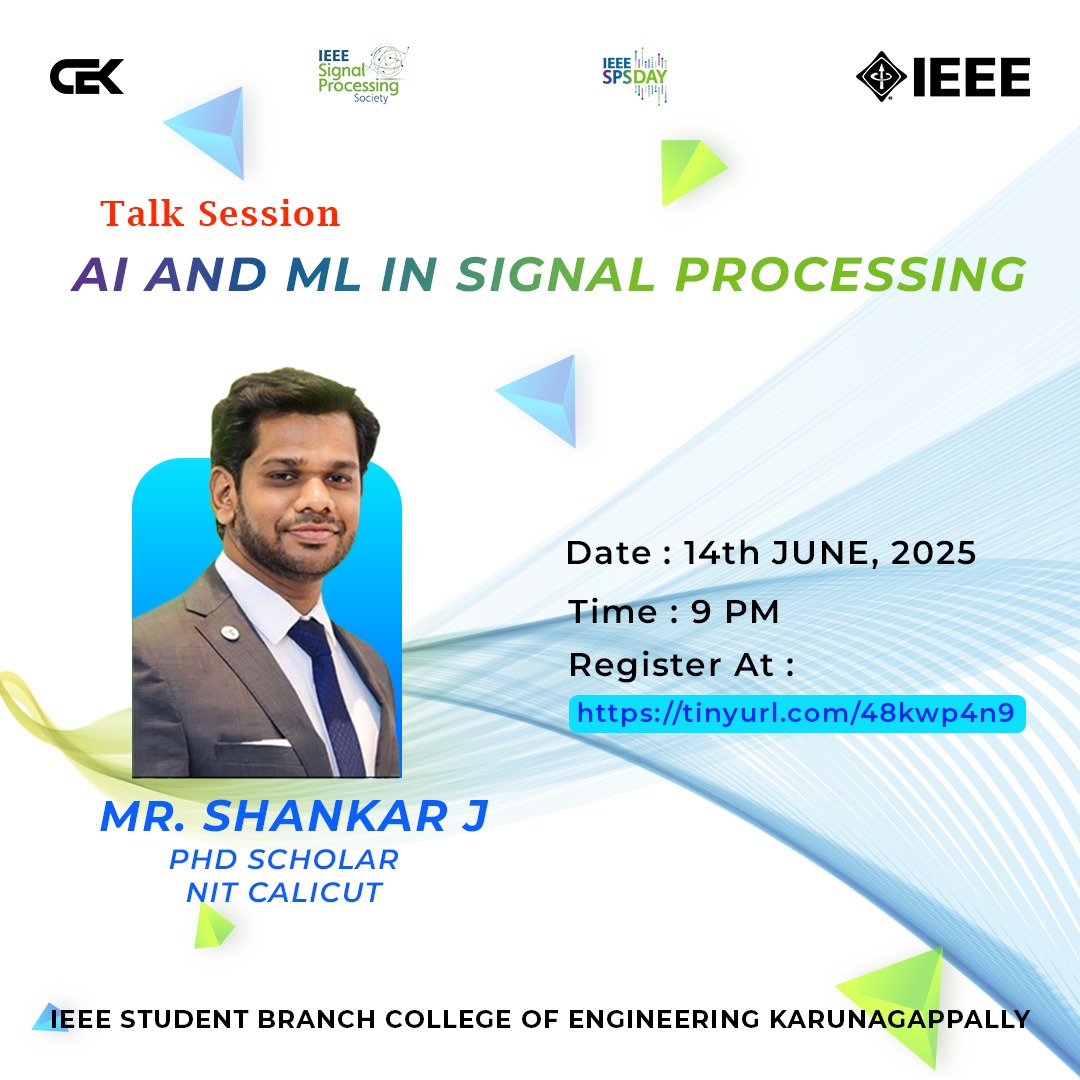 CEK
IEEE
Signal
Processing
Society
IEEE
SPSDAY
IEEE
Talk Session
AI AND ML IN SIGNAL PROCESSING
Date : 14th JUNE, 2025
Time : 9 PM
Register At :
https://tinyurl.com/48kwp4n9
MR. SHANKAR J
PHD SCHOLAR
NIT CALICUT
IEEE STUDENT BRANCH COLLEGE OF ENGINEERING KARUNAGAPPALLY